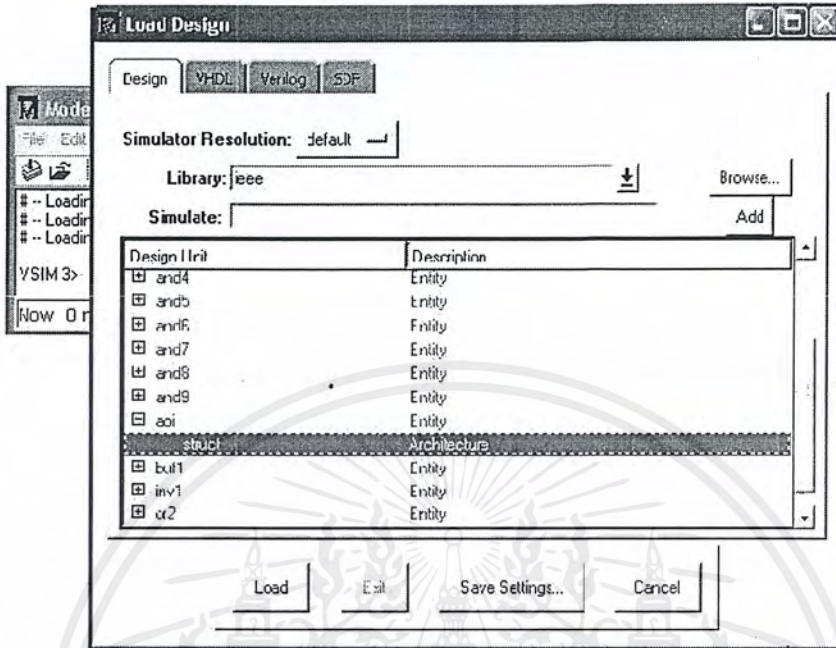 Load Design
Design VHDL Verilog SDF
Mode
File Edit
Simulator Resolution: default
Library: ieee Browse...
# -- Loadin
# -- Loadin
# -- Loadin
Simulate: Add
Design Unit Description
and4 Entity
and5 Entity
VSIM 3>
and6 Entity
Now 0 n
and7 Entity
and8 Entity
and9 Entity
aoi Entity
struct Architecture
buf1 Entity
inv1 Entity
or2 Entity
Load Exit Save Settings... Cancel